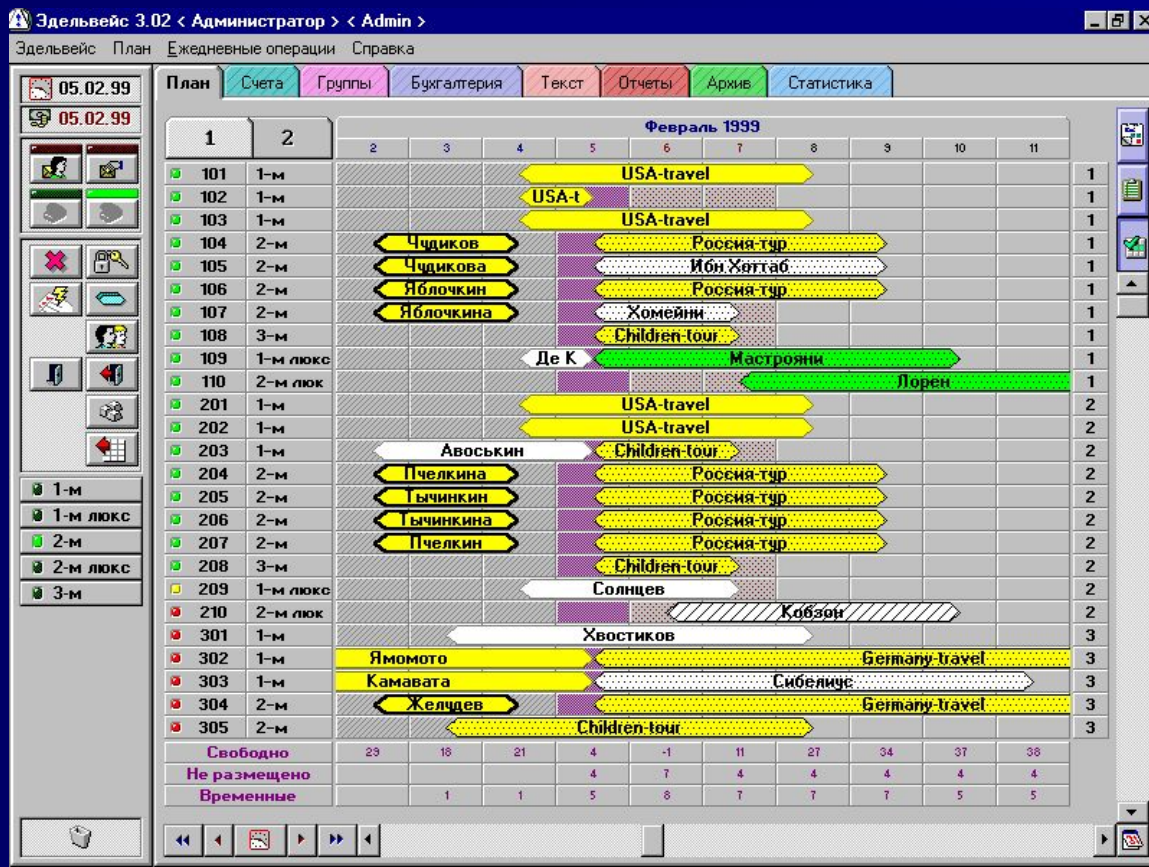 Эдельвейс 3.02 < Администратор > < Admin >
Эдельвейс План Ежедневные операции Справка
05.02.99
05.02.99
План Счета Группы Бухгалтерия Текст Отчеты Архив Статистика
1 2
Февраль 1999
2 3 4 5 6 7 8 9 10 11
101 1-м USA-travel 1
102 1-м USA-t 1
103 1-м USA-travel 1
104 2-м Чудиков Россия-тур 1
105 2-м Чудикова Ибн Хоттаб 1
106 2-м Яблочкин Россия-тур 1
107 2-м Яблочкина Хомейни 1
108 3-м Children-tour 1
109 1-м люкс Де К Мастрояни 1
110 2-м люк Лорен 1
201 1-м USA-travel 2
202 1-м USA-travel 2
203 1-м Авоськин Children-tour 2
204 2-м Пчелкина Россия-тур 2
205 2-м Тычинкин Россия-тур 2
206 2-м Тычинкина Россия-тур 2
207 2-м Пчелкин Россия-тур 2
208 3-м Children-tour 2
209 1-м люкс Солнцев 2
210 2-м люк Кобзон 2
301 1-м Хвостиков 3
302 1-м Ямомото Germany-travel 3
303 1-м Камавата Сибелиус 3
304 2-м Желудев Germany-travel 3
305 2-м Children-tour 3
Свободно 29 18 21 4 -1 11 27 34 37 38
Не размещено 4 7 4 4 4 4 4
Временные 1 1 5 8 7 7 7 5 5
1-м
1-м люкс
2-м
2-м люкс
3-м